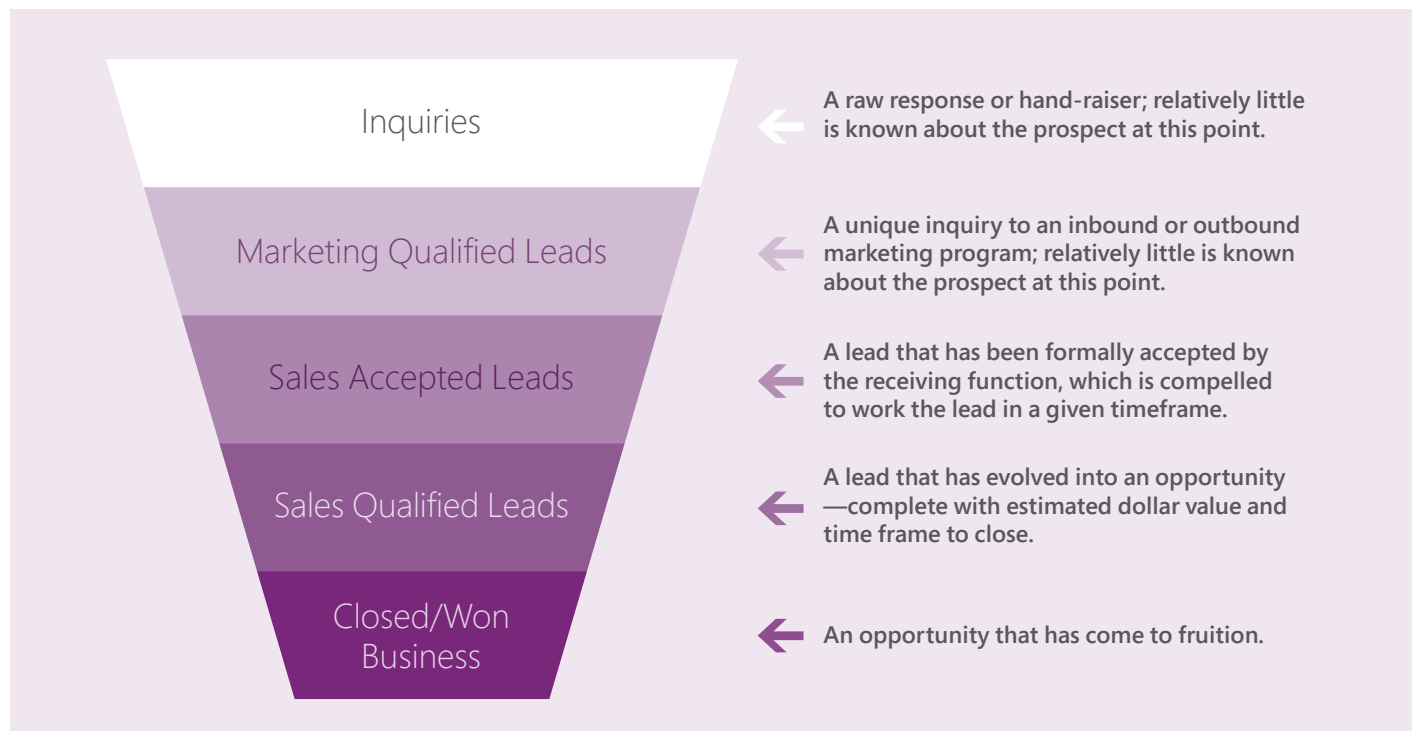 Inquiries
A raw response or hand-raiser; relatively little
is known about the prospect at this point.
Marketing Qualified Leads
A unique inquiry to an inbound or outbound
marketing program; relatively little is known
about the prospect at this point.
Sales Accepted Leads
A lead that has been formally accepted by
the receiving function, which is compelled
to work the lead in a given timeframe.
Sales Qualified Leads
A lead that has evolved into an opportunity
—complete with estimated dollar value and
time frame to close.
Closed/Won
Business
An opportunity that has come to fruition.